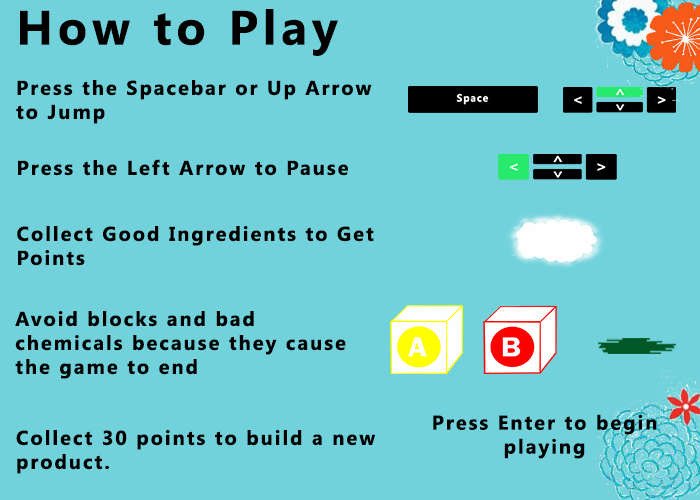 How to Play
Press the Spacebar or Up Arrow
to Jump
Space
<
^
v
>
Press the Left Arrow to Pause
<
^
v
>
Collect Good Ingredients to Get
Points
Avoid blocks and bad
chemicals because they cause
the game to end
A
B
Collect 30 points to build a new
product.
Press Enter to begin
playing